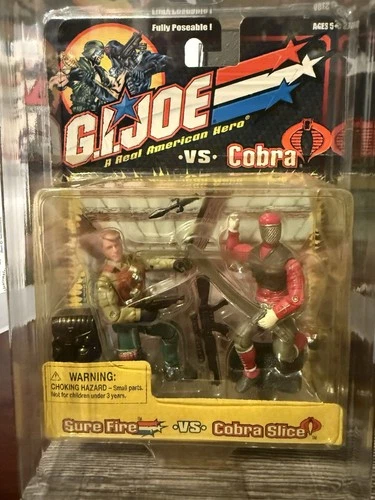 Fully Poseable!
AGES 5+
G.I. JOE®
A Real American Hero®
•VS• Cobra
⚠ WARNING:
CHOKING HAZARD – Small parts.
Not for children under 3 years.
Sure Fire •VS• Cobra Slice™